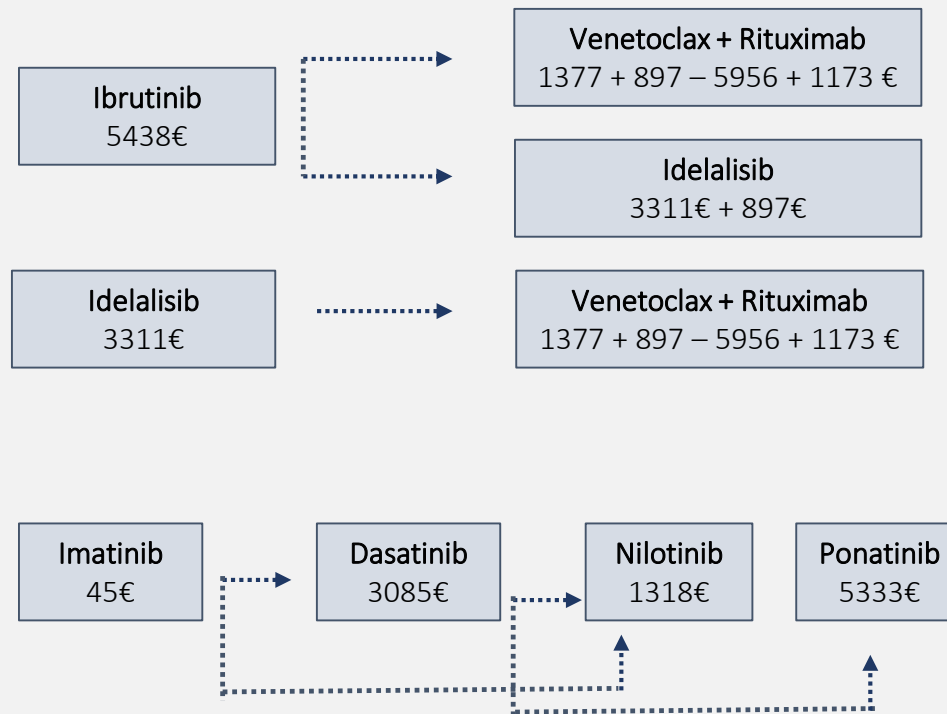 Ibrutinib
5438€
Venetoclax + Rituximab
1377 + 897 – 5956 + 1173 €
Idelalisib
3311€ + 897€
Idelalisib
3311€
Venetoclax + Rituximab
1377 + 897 – 5956 + 1173 €
Imatinib
45€
Dasatinib
3085€
Nilotinib
1318€
Ponatinib
5333€